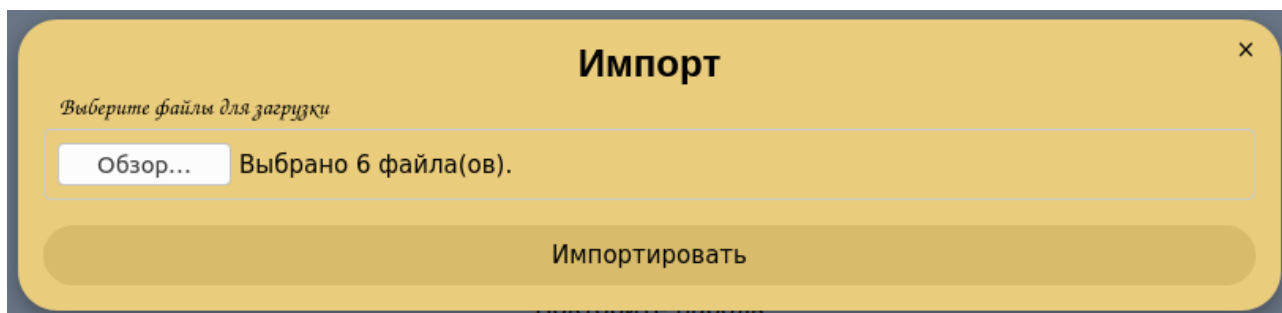 Импорт
×
Выберите файлы для загрузки
Обзор... Выбрано 6 файла(ов).
Импортировать